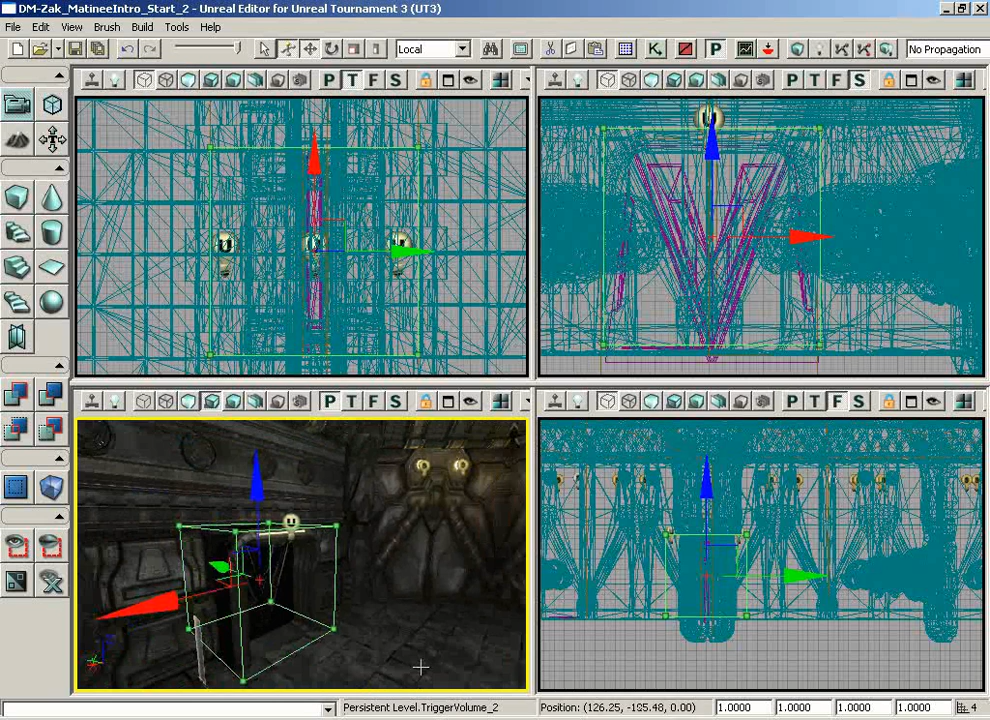 DM-Zak_MatineeIntro_Start_2 - Unreal Editor for Unreal Tournament 3 (UT3)
File Edit View Brush Build Tools Help
Local
P
No Propagation
P T F S
P T F S
P T F S
P T F S
Persistent Level.TriggerVolume_2
Position: (126.25, -195.48, 0.00)
1.0000 1.0000 1.0000 1.0000 4